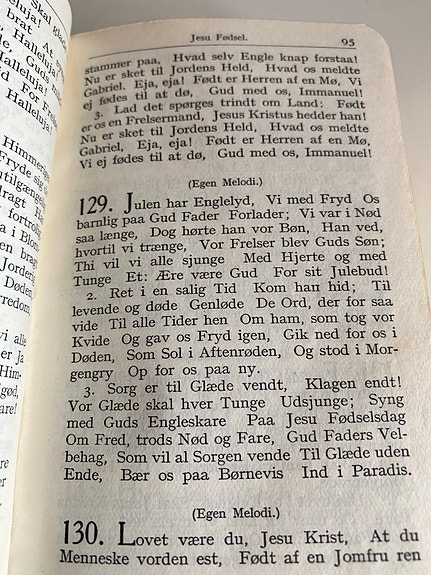 Jesu Fødsel.
95
stammer paa, Hvad selv Engle knap forstaa!
Nu er sket til Jordens Held, Hvad os meldte
Gabriel. Eja, eja! Født er Herren af en Mø, Vi
ej fødes til at dø, Gud med os, Immanuel!
3. Lad det spørges trindt om Land: Født
er os en Frelsermand, Jesus Kristus hedder han!
Nu er sket til Jordens Held, Hvad os meldte
Gabriel, Eja, eja! Født er Herren af en Mø,
Vi ej fødes til at dø, Gud med os, Immanuel!
(Egen Melodi.)
129. Julen har Englelyd, Vi med Fryd Os
barnlig paa Gud Fader Forlader; Vi var i Nød
saa længe, Dog hørte han vor Bøn, Han ved,
hvortil vi trænge, Vor Frelser blev Guds Søn;
Thi vil vi alle sjunge Med Hjerte og med
Tunge Et: Ære være Gud For sit Julebud!
2. Ret i en salig Tid Kom han hid; Til
levende og døde Genløde De Ord, der for saa
vide Til alle Tider hen Om ham, som tog vor
Kvide Og gav os Fryd igen, Gik ned for os i
Døden, Som Sol i Aftenrøden, Og stod i Mor-
gengry Op for os paa ny.
3. Sorg er til Glæde vendt, Klagen endt!
Vor Glæde skal hver Tunge Udsjunge; Syng
med Guds Engleskare Paa Jesu Fødselsdag
Om Fred, trods Nød og Fare, Gud Faders Vel-
behag, Som vil al Sorgen vende Til Glæde uden
Ende, Bær os paa Børnevis Ind i Paradis.
(Egen Melodi.)
130. Lovet være du, Jesu Krist, At du
Menneske vorden est, Født af en Jomfru ren